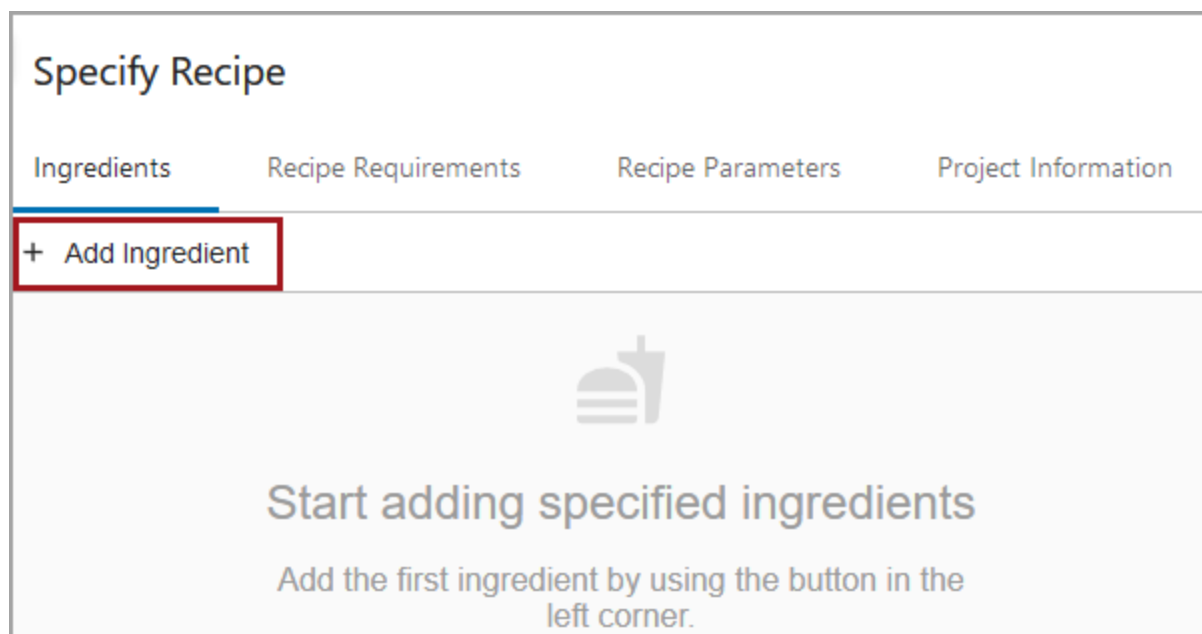 Specify Recipe
Ingredients Recipe Requirements Recipe Parameters Project Information
+ Add Ingredient
Start adding specified ingredients
Add the first ingredient by using the button in the
left corner.